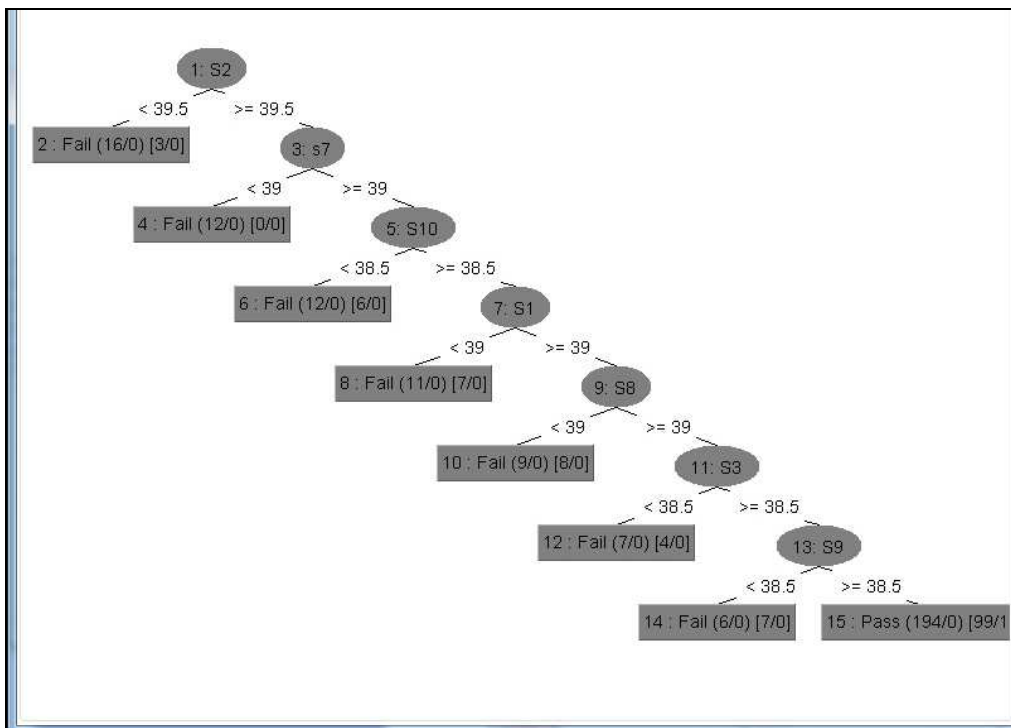 1: S2
< 39.5 >= 39.5
2 : Fail (16/0) [3/0]
3: s7
< 39 >= 39
4 : Fail (12/0) [0/0]
5: S10
< 38.5 >= 38.5
6 : Fail (12/0) [6/0]
7: S1
< 39 >= 39
8 : Fail (11/0) [7/0]
9: S8
< 39 >= 39
10 : Fail (9/0) [8/0]
11: S3
< 38.5 >= 38.5
12 : Fail (7/0) [4/0]
13: S9
< 38.5 >= 38.5
14 : Fail (6/0) [7/0] 15 : Pass (194/0) [99/1